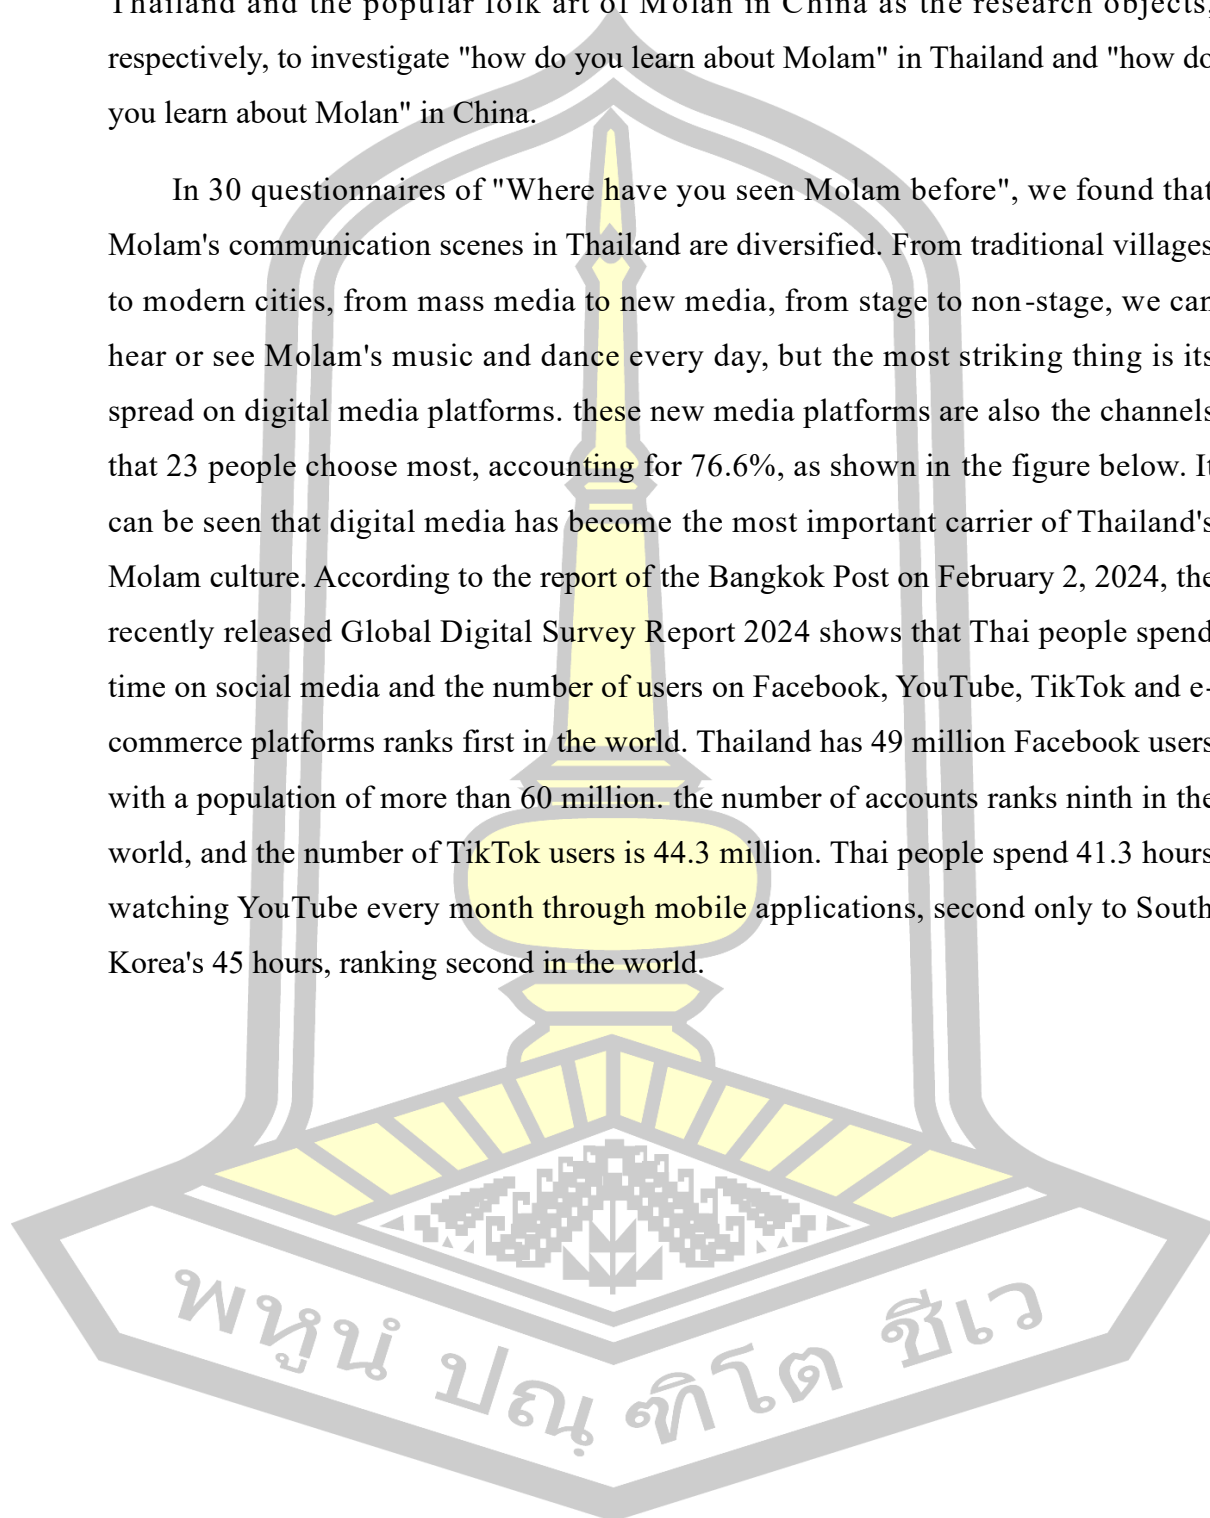 Thailand and the popular folk art of Molan in China as the research objects,
respectively, to investigate "how do you learn about Molam" in Thailand and "how do
you learn about Molan" in China.
In 30 questionnaires of "Where have you seen Molam before", we found that
Molam's communication scenes in Thailand are diversified. From traditional villages
to modern cities, from mass media to new media, from stage to non-stage, we can
hear or see Molam's music and dance every day, but the most striking thing is its
spread on digital media platforms. these new media platforms are also the channels
that 23 people choose most, accounting for 76.6%, as shown in the figure below. It
can be seen that digital media has become the most important carrier of Thailand's
Molam culture. According to the report of the Bangkok Post on February 2, 2024, the
recently released Global Digital Survey Report 2024 shows that Thai people spend
time on social media and the number of users on Facebook, YouTube, TikTok and e-
commerce platforms ranks first in the world. Thailand has 49 million Facebook users
with a population of more than 60 million. the number of accounts ranks ninth in the
world, and the number of TikTok users is 44.3 million. Thai people spend 41.3 hours
watching YouTube every month through mobile applications, second only to South
Korea's 45 hours, ranking second in the world.
พหูนํ ปณฺฑิโต ชีเว